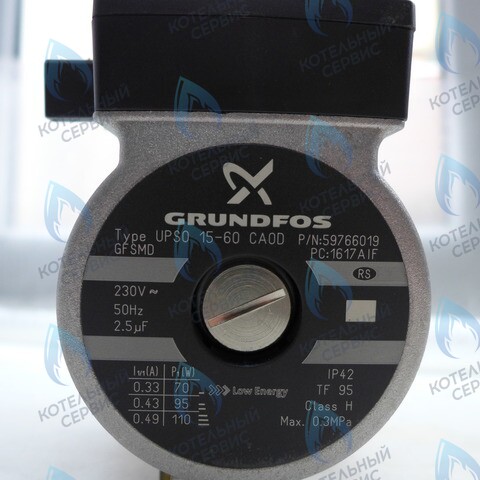 GRUNDFOS
Type UPSO 15-60 CAOD P/N:59766019
GFSMD PC:1617AIF
RS
230V ~
50Hz
2.5µF
I₁/₁(A) P₁(W)
0.33 70
0.43 95
0.49 110
Low Energy
IP42
TF 95
Class H
Max. 0.3MPa
КОТЕЛЬНЫЙ СЕРВИС